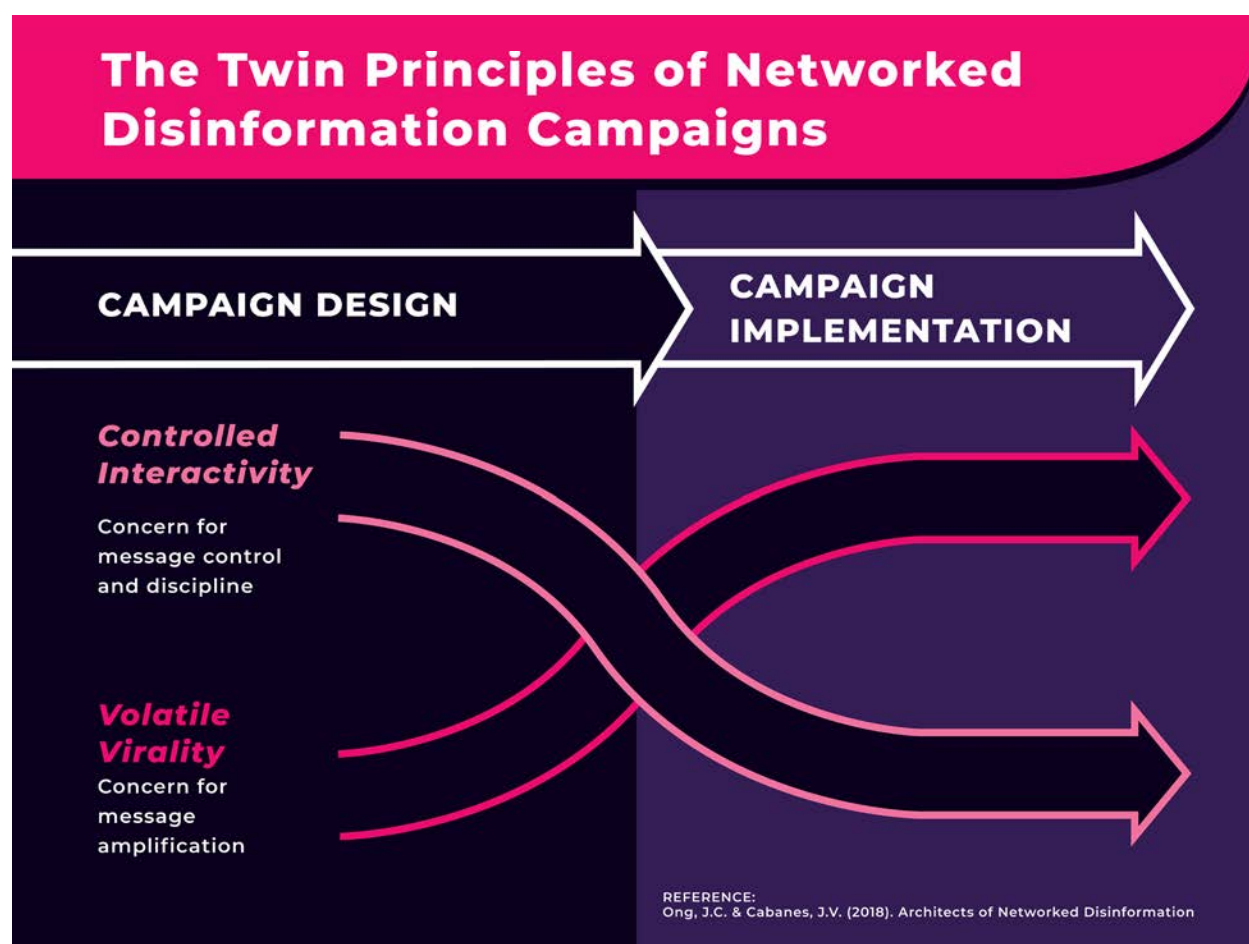 The Twin Principles of Networked
Disinformation Campaigns
CAMPAIGN DESIGN
CAMPAIGN
IMPLEMENTATION
Controlled
Interactivity
Concern for
message control
and discipline
Volatile
Virality
Concern for
message
amplification
REFERENCE:
Ong, J.C. & Cabanes, J.V. (2018). Architects of Networked Disinformation